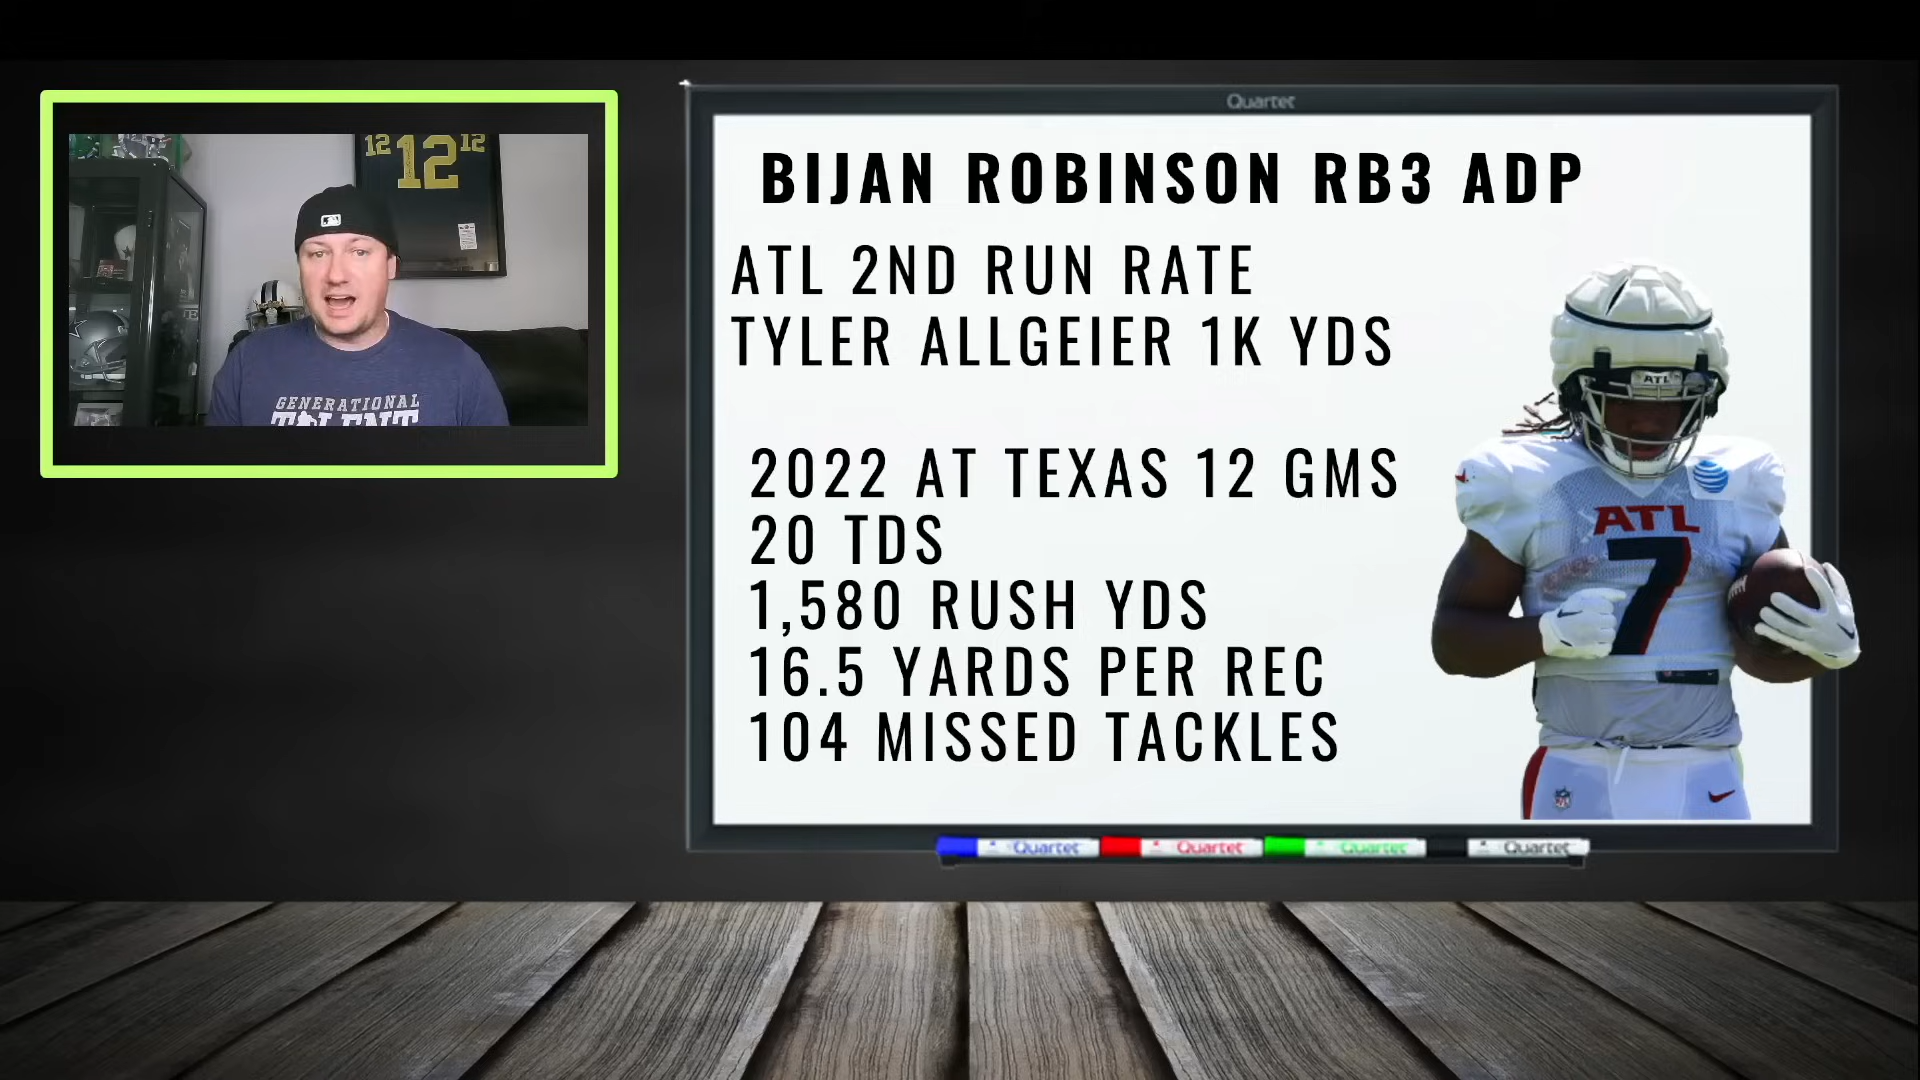 Quartet
BIJAN ROBINSON RB3 ADP
ATL 2ND RUN RATE
TYLER ALLGEIER 1K YDS
2022 AT TEXAS 12 GMS
20 TDS
1,580 RUSH YDS
16.5 YARDS PER REC
104 MISSED TACKLES
12 12 12
GENERATIONAL
TALENT
ATL
ATL
7
Quartet Quartet Quartet Quartet